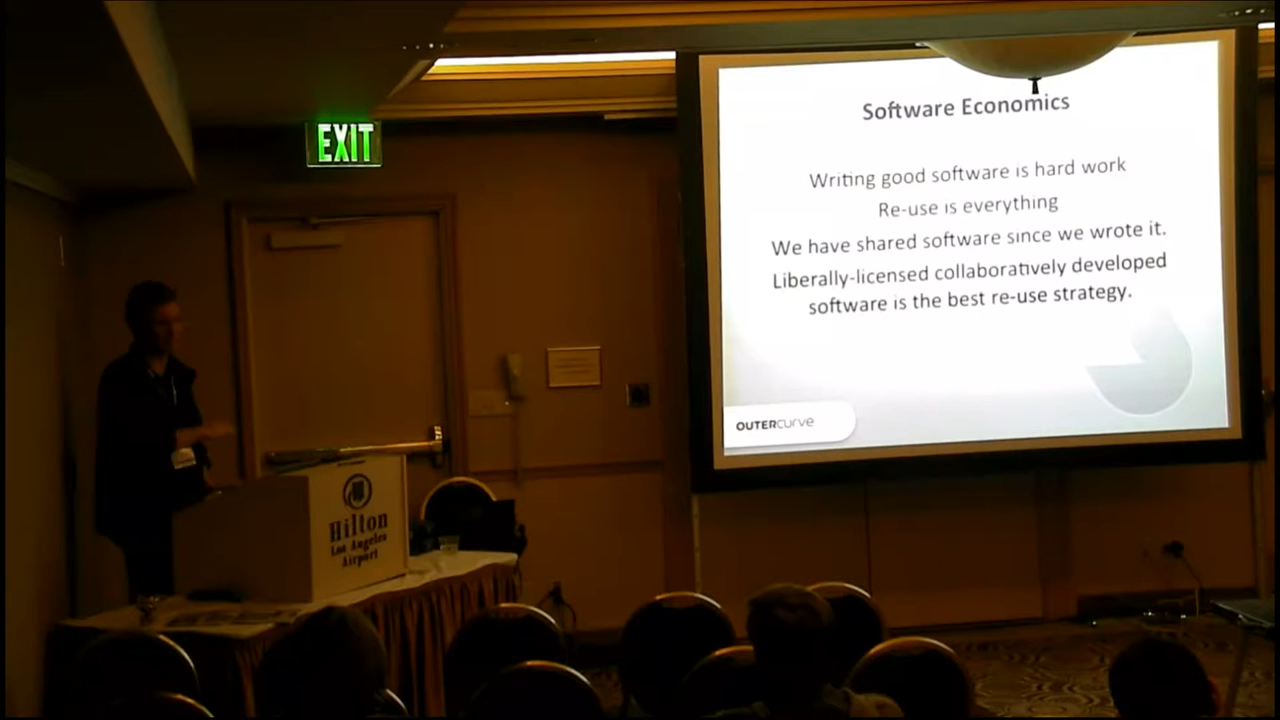 EXIT
Software Economics
Writing good software is hard work
Re-use is everything
We have shared software since we wrote it.
Liberally-licensed collaboratively developed
software is the best re-use strategy.
OUTERcurve
Hilton
Los Angeles
Airport